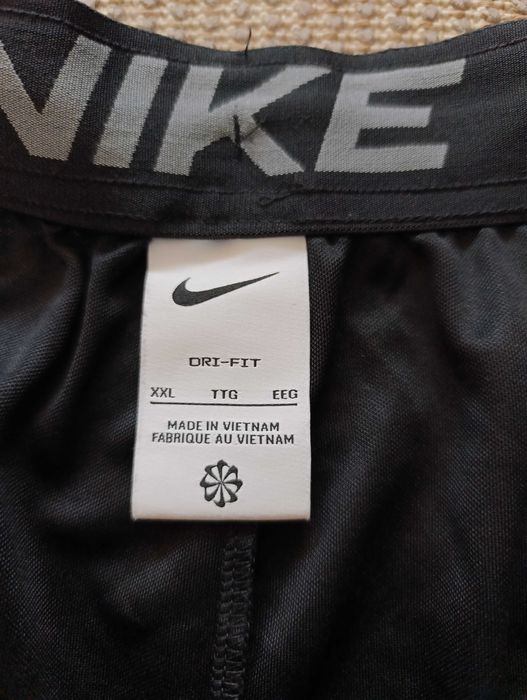 NIKE
DRI-FIT
XXL TTG EEG
MADE IN VIETNAM
FABRIQUE AU VIETNAM